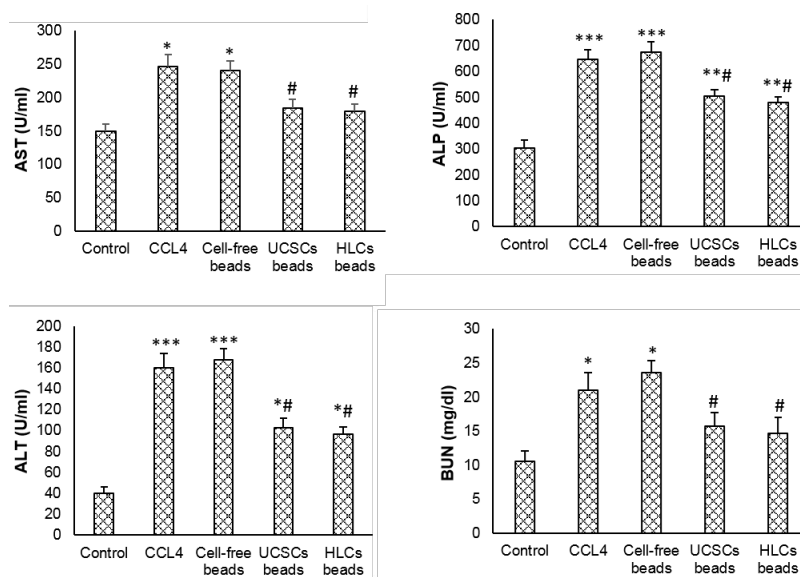 AST (U/ml)
300
250
200
150
100
50
0
*
*
#
#
Control
CCL4
Cell-free
beads
UCSCs
beads
HLCs
beads
ALP (U/ml)
800
700
600
500
400
300
200
100
0
***
***
**#
**#
Control
CCL4
Cell-free
beads
UCSCs
beads
HLCs
beads
ALT (U/ml)
200
180
160
140
120
100
80
60
40
20
0
***
***
*#
*#
Control
CCL4
Cell-free
beads
UCSCs
beads
HLCs
beads
BUN (mg/dl)
30
25
20
15
10
5
0
*
*
#
#
Control
CCL4
Cell-free
beads
UCSCs
beads
HLCs
beads